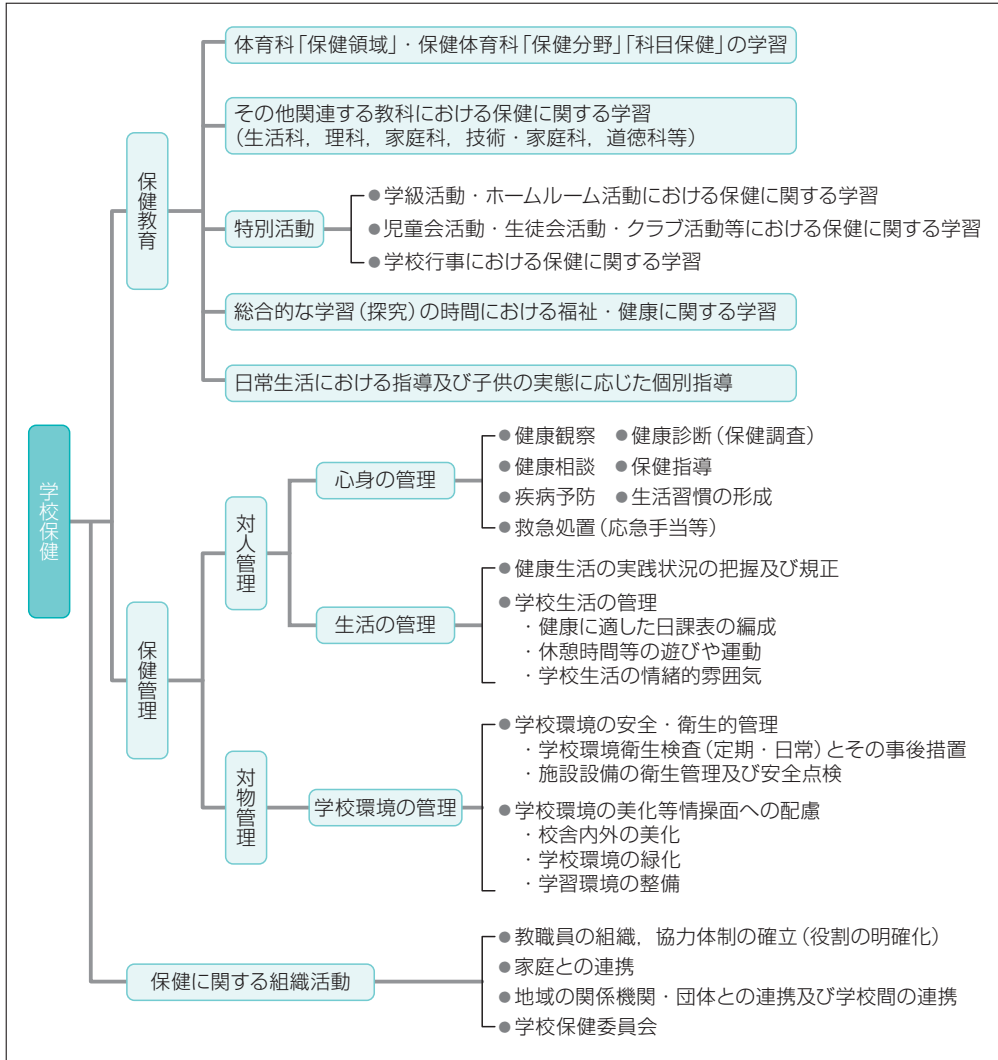 体育科「保健領域」・保健体育科「保健分野」「科目保健」の学習
その他関連する教科における保健に関する学習
（生活科，理科，家庭科，技術・家庭科，道徳科等）
保健教育
特別活動
●学級活動・ホームルーム活動における保健に関する学習
●児童会活動・生徒会活動・クラブ活動等における保健に関する学習
●学校行事における保健に関する学習
総合的な学習（探究）の時間における福祉・健康に関する学習
日常生活における指導及び子供の実態に応じた個別指導
学校保健
保健管理
対人管理
心身の管理
●健康観察 ●健康診断（保健調査）
●健康相談 ●保健指導
●疾病予防 ●生活習慣の形成
●救急処置（応急手当等）
生活の管理
●健康生活の実践状況の把握及び規正
●学校生活の管理
・健康に適した日課表の編成
・休憩時間等の遊びや運動
・学校生活の情緒的雰囲気
対物管理
学校環境の管理
●学校環境の安全・衛生的管理
・学校環境衛生検査（定期・日常）とその事後措置
・施設設備の衛生管理及び安全点検
●学校環境の美化等情操面への配慮
・校舎内外の美化
・学校環境の緑化
・学習環境の整備
保健に関する組織活動
●教職員の組織，協力体制の確立（役割の明確化）
●家庭との連携
●地域の関係機関・団体との連携及び学校間の連携
●学校保健委員会